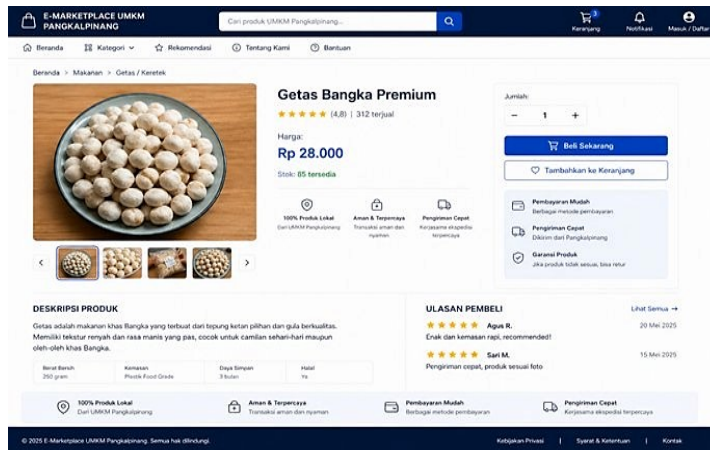 E-MARKETPLACE UMKM
PANGKALPINANG
Cari produk UMKM Pangkalpinang...
3
Keranjang
Notifikasi
Masuk / Daftar
Beranda
Kategori
Rekomendasi
Tentang Kami
Bantuan
Beranda > Makanan > Getas / Keretek
Getas Bangka Premium
(4,8) | 312 terjual
Harga:
Rp 28.000
Stok: 85 tersedia
100% Produk Lokal
Dari UMKM Pangkalpinang
Aman & Terpercaya
Transaksi aman dan
nyaman
Pengiriman Cepat
Kerjasama ekspedisi
terpercaya
Jumlah:
− 1 +
Beli Sekarang
Tambahkan ke Keranjang
Pembayaran Mudah
Berbagai metode pembayaran
Pengiriman Cepat
Dikirim dari Pangkalpinang
Garansi Produk
Jika produk tidak sesuai, bisa retur
DESKRIPSI PRODUK
Getas adalah makanan khas Bangka yang terbuat dari tepung ketan pilihan dan gula berkualitas.
Memiliki tekstur renyah dan rasa manis yang pas, cocok untuk camilan sehari-hari maupun
oleh-oleh khas Bangka.
Berat Bersih
250 gram
Kemasan
Plastik Food Grade
Daya Simpan
3 bulan
Halal
Ya
ULASAN PEMBELI
Lihat Semua →
Agus R.
20 Mei 2025
Enak dan kemasan rapi, recommended!
Sari M.
15 Mei 2025
Pengiriman cepat, produk sesuai foto
100% Produk Lokal
Dari UMKM Pangkalpinang
Aman & Terpercaya
Transaksi aman dan nyaman
Pembayaran Mudah
Berbagai metode pembayaran
Pengiriman Cepat
Kerjasama ekspedisi terpercaya
© 2025 E-Marketplace UMKM Pangkalpinang. Semua hak dilindungi.
Kebijakan Privasi | Syarat & Ketentuan | Kontak